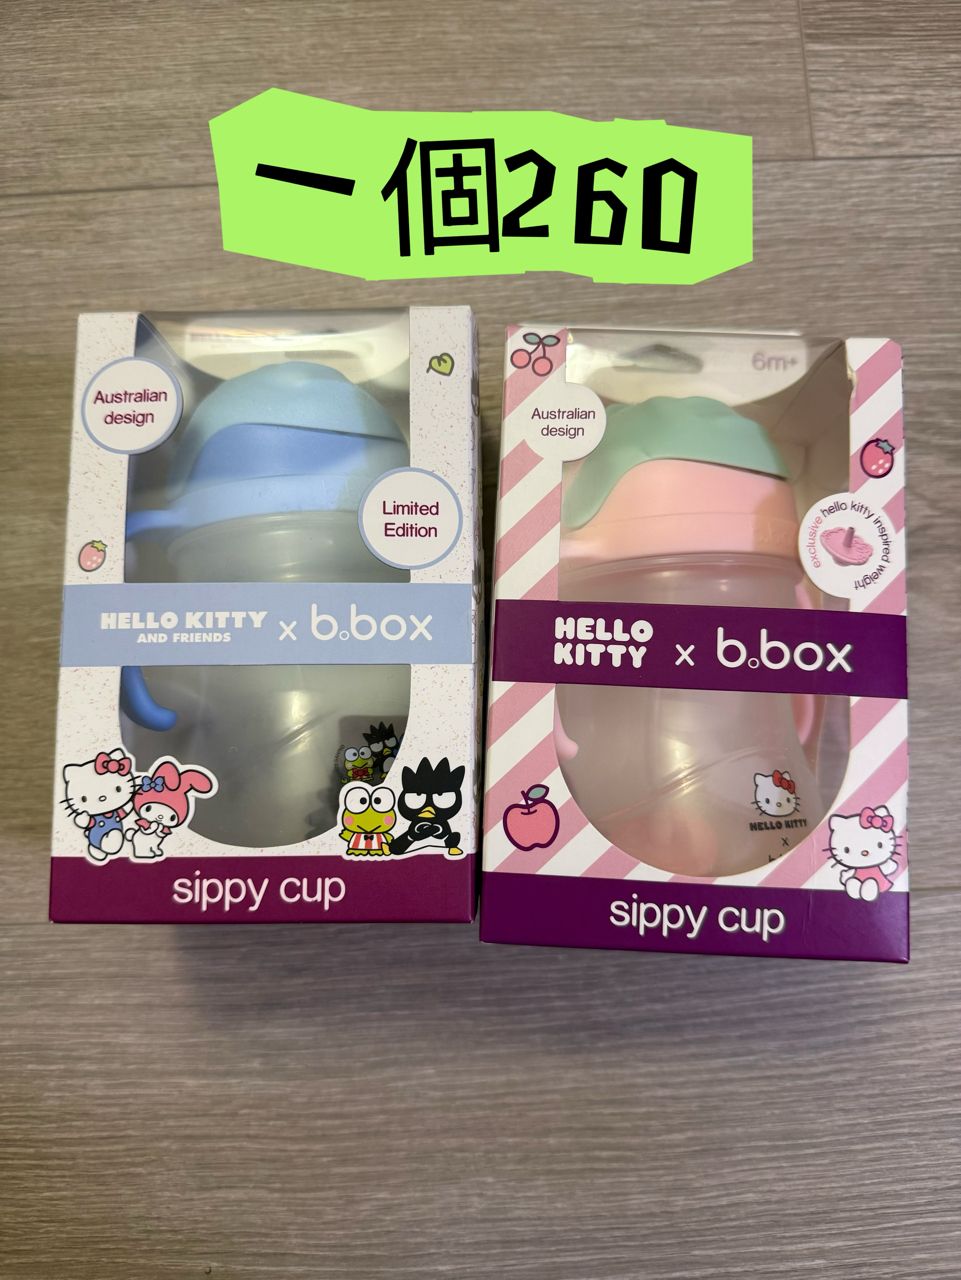 一個260
Australian
design
Limited
Edition
HELLO KITTY
AND FRIENDS
x b.box
sippy cup
6m+
Australian
design
exclusive hello kitty inspired weight
HELLO
KITTY
x b.box
HELLO KITTY
x
sippy cup